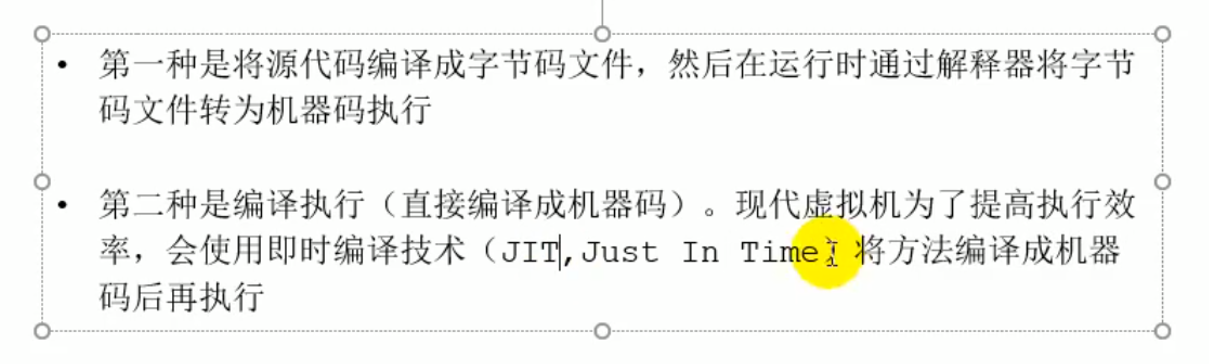 • 第一种是将源代码编译成字节码文件，然后在运行时通过解释器将字节
码文件转为机器码执行
• 第二种是编译执行（直接编译成机器码）。现代虚拟机为了提高执行效
率，会使用即时编译技术（JIT,Just In Time）将方法编译成机器
码后再执行